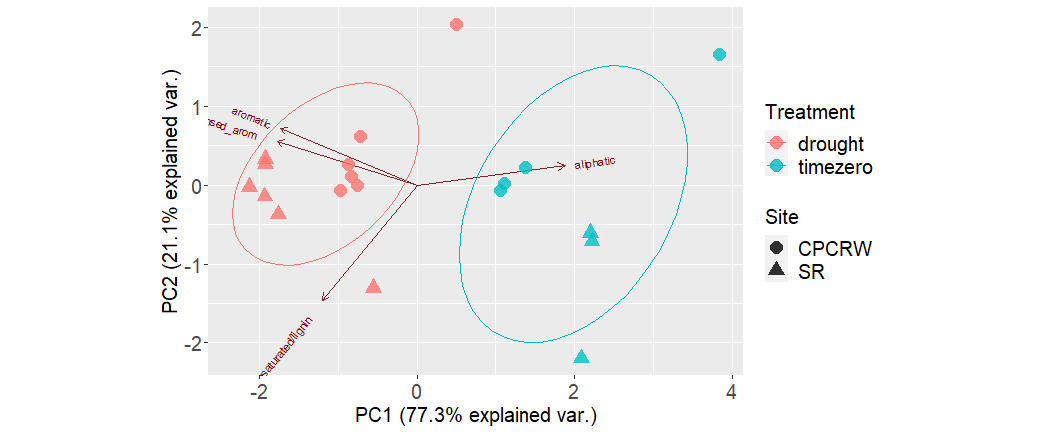 2
1
0
-1
-2
-2
0
2
4
PC2 (21.1% explained var.)
PC1 (77.3% explained var.)
aromatic
sed_arom
aliphatic
saturated/lignin
Treatment
drought
timezero
Site
CPCRW
SR